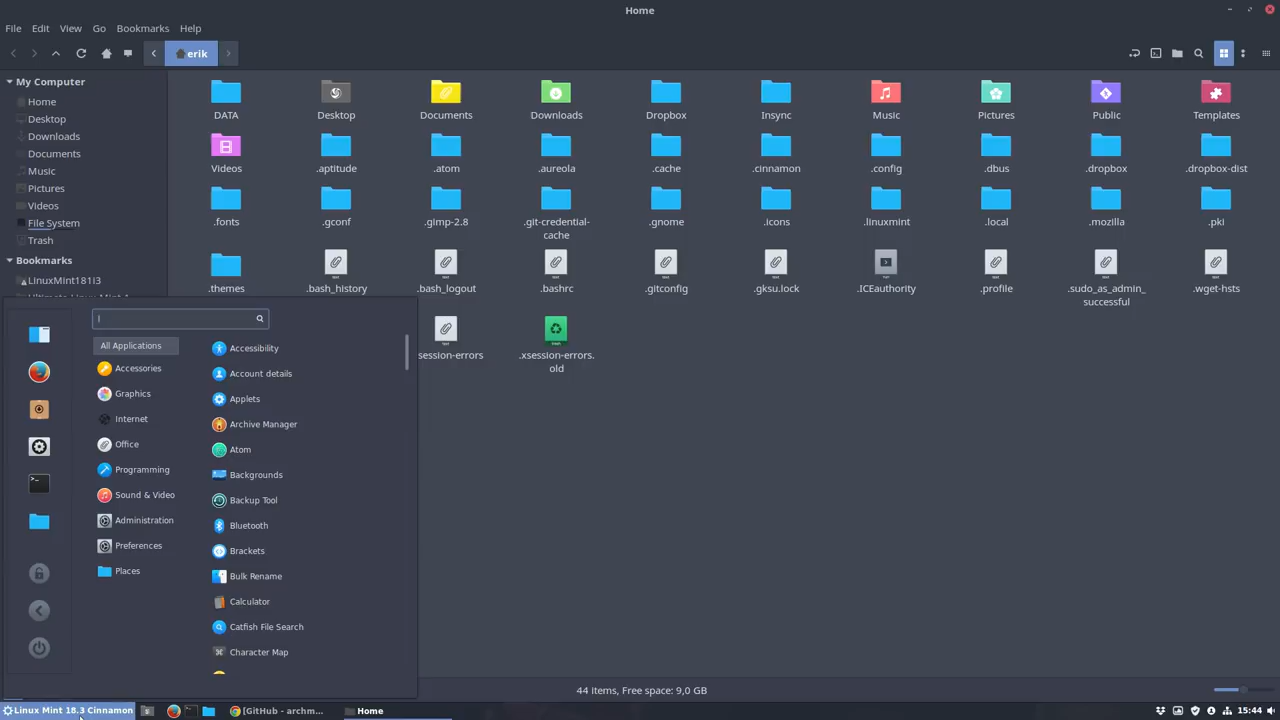 Home
File Edit View Go Bookmarks Help
erik
My Computer
Home
Desktop
Downloads
Documents
Music
Pictures
Videos
File System
Trash
Bookmarks
LinuxMint181i3
DATA Desktop Documents Downloads Dropbox Insync Music Pictures Public Templates
Videos .aptitude .atom .aureola .cache .cinnamon .config .dbus .dropbox .dropbox-dist
.fonts .gconf .gimp-2.8 .git-credential-cache .gnome .icons .linuxmint .local .mozilla .pki
.themes .bash_history .bash_logout .bashrc .gitconfig .gksu.lock .ICEauthority .profile .sudo_as_admin_successful .wget-hsts
session-errors .xsession-errors.old
All Applications
Accessories
Graphics
Internet
Office
Programming
Sound & Video
Administration
Preferences
Places
Accessibility
Account details
Applets
Archive Manager
Atom
Backgrounds
Backup Tool
Bluetooth
Brackets
Bulk Rename
Calculator
Catfish File Search
Character Map
44 items, Free space: 9,0 GB
Linux Mint 18.3 Cinnamon [GitHub - archm... Home 15:44